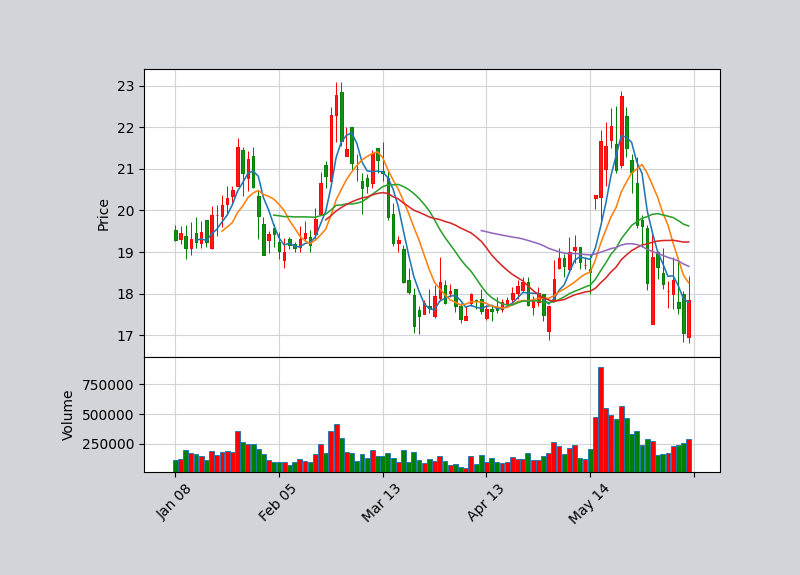 23
22
21
20
19
18
17
Price
750000
500000
250000
Volume
Jan 08
Feb 05
Mar 13
Apr 13
May 14